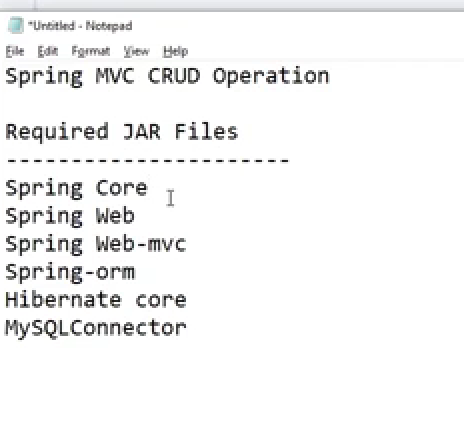 *Untitled - Notepad
File Edit Format View Help
Spring MVC CRUD Operation
Required JAR Files
----------------------
Spring Core
Spring Web
Spring Web-mvc
Spring-orm
Hibernate core
MySQLConnector